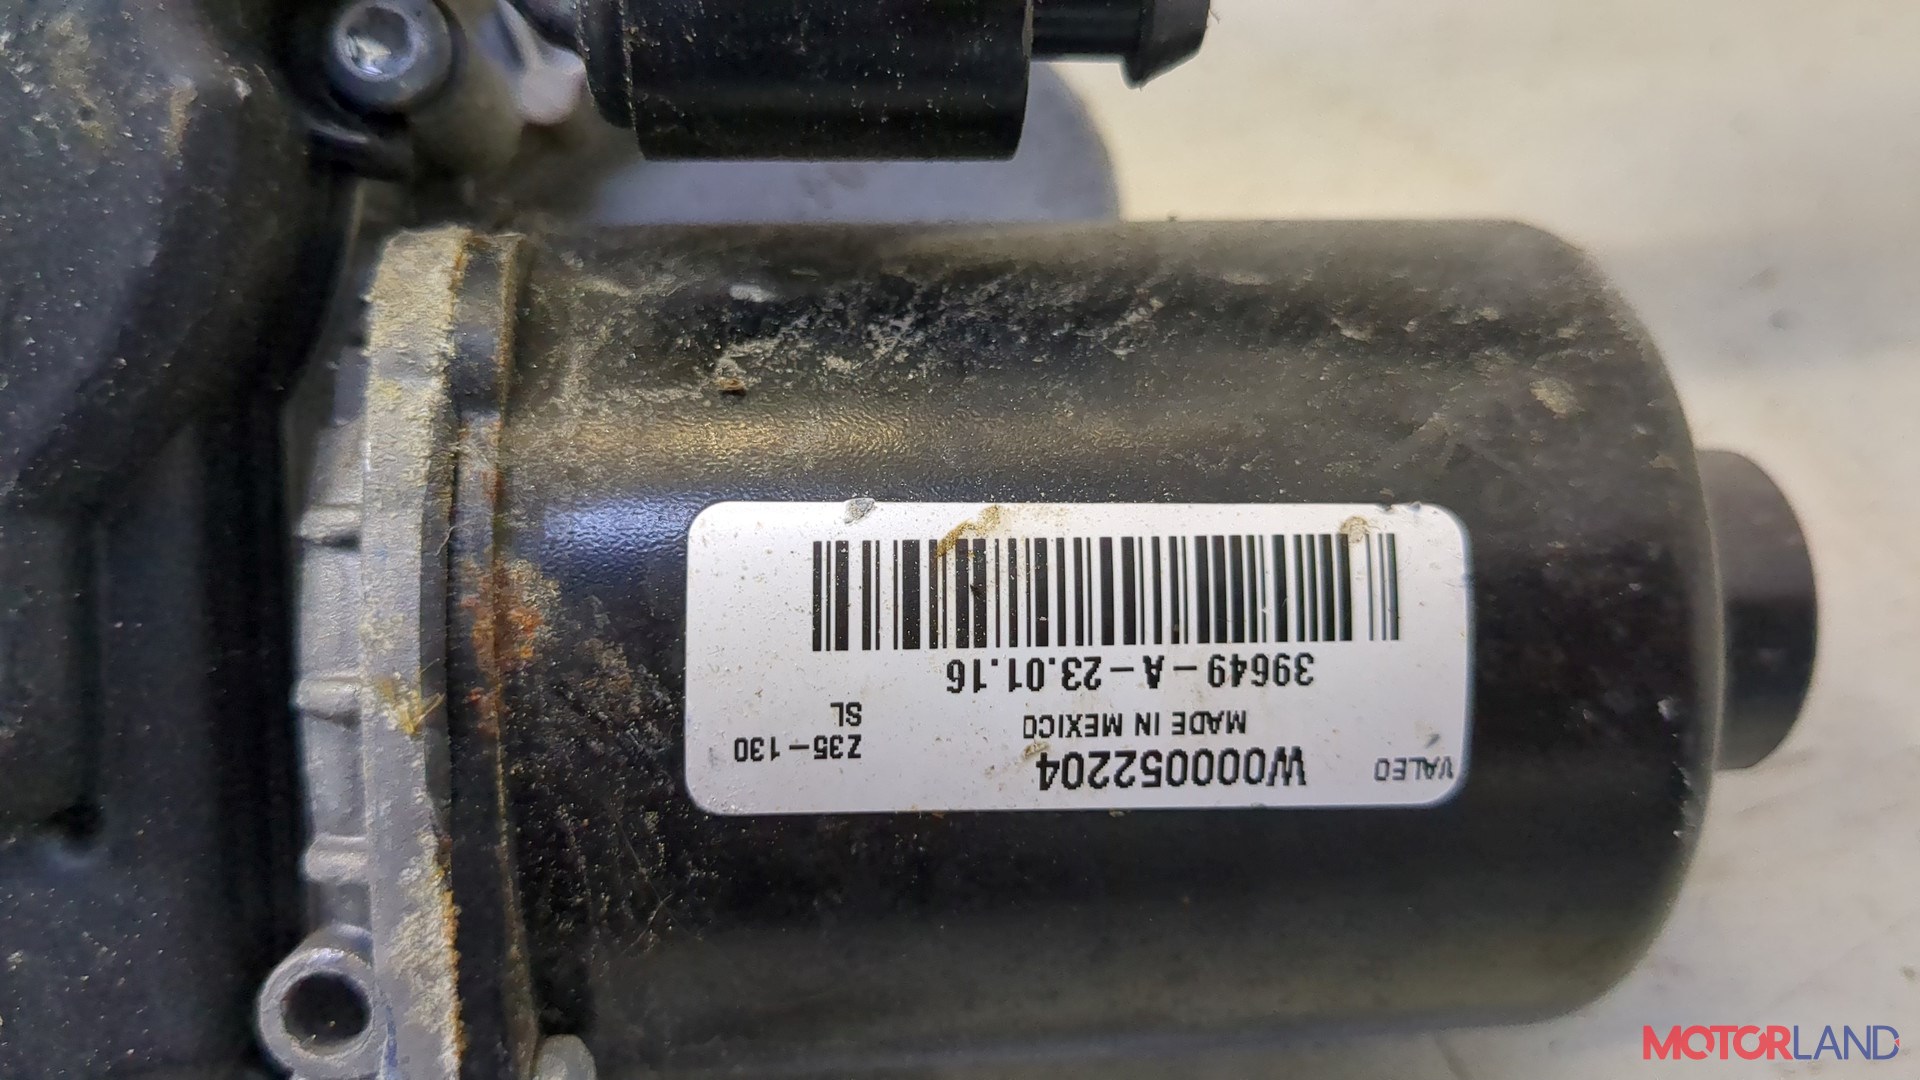 VALEO W000052204 Z35-130
MADE IN MEXICO SL
39649-A-23.01.16
MOTORLAND